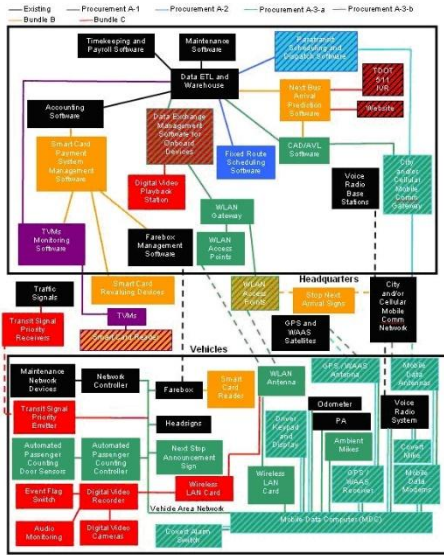 Existing
Procurement A-1
Procurement A-2
Procurement A-3-a
Procurement A-3-b
Bundle B
Bundle C
Timekeeping and
Payroll Software
Maintenance
Software
Paratransit
Scheduling and
Dispatch Software
Data ETL and
Warehouse
Next Bus
Arrival
Prediction
Software
TDOT
511
IVR
Website
Accounting
Software
Data Exchange
Management
Software for
Onboard
Devices
Smart Card
Payment
System
Management
Software
Fixed Route
Scheduling
Software
CAD/AVL
Software
City
and/or
Cellular
Mobile
Comm
Gateway
Digital Video
Playback
Station
Voice
Radio
Base
Stations
WLAN
Gateway
TVMs
Monitoring
Software
Farebox
Management
Software
WLAN
Access
Points
Headquarters
Traffic
Signals
Smart Card
Revaluing Devices
WLAN
Access
Points
Stop Next
Arrival Signs
City
and/or
Cellular
Mobile
Comm
Network
Transit Signal
Priority
Receivers
TVMs
Smart Card Reader
GPS and
WAAS
Satellites
Vehicles
Maintenance
Network
Devices
Network
Controller
Farebox
Smart
Card
Reader
WLAN
Antenna
GPS / WAAS
Antenna
Mobile
Data
Antennas
Transit Signal
Priority
Emitter
Headsigns
Driver
Keypad
and
Display
Odometer
PA
Voice
Radio
System
Automated
Passenger
Counting
Door Sensors
Automated
Passenger
Counting
Controller
Next Stop
Announcement
Sign
Ambient
Mikes
Covert
Mike
Event Flag
Switch
Digital Video
Recorder
Wireless
LAN Card
Wireless
LAN
Card
GPS /
WAAS
Receiver
Mobile
Data
Modems
Audio
Monitoring
Digital Video
Cameras
Vehicle Area Network
Mobile Data Computer (MDC)
Covert Alarm
Switch